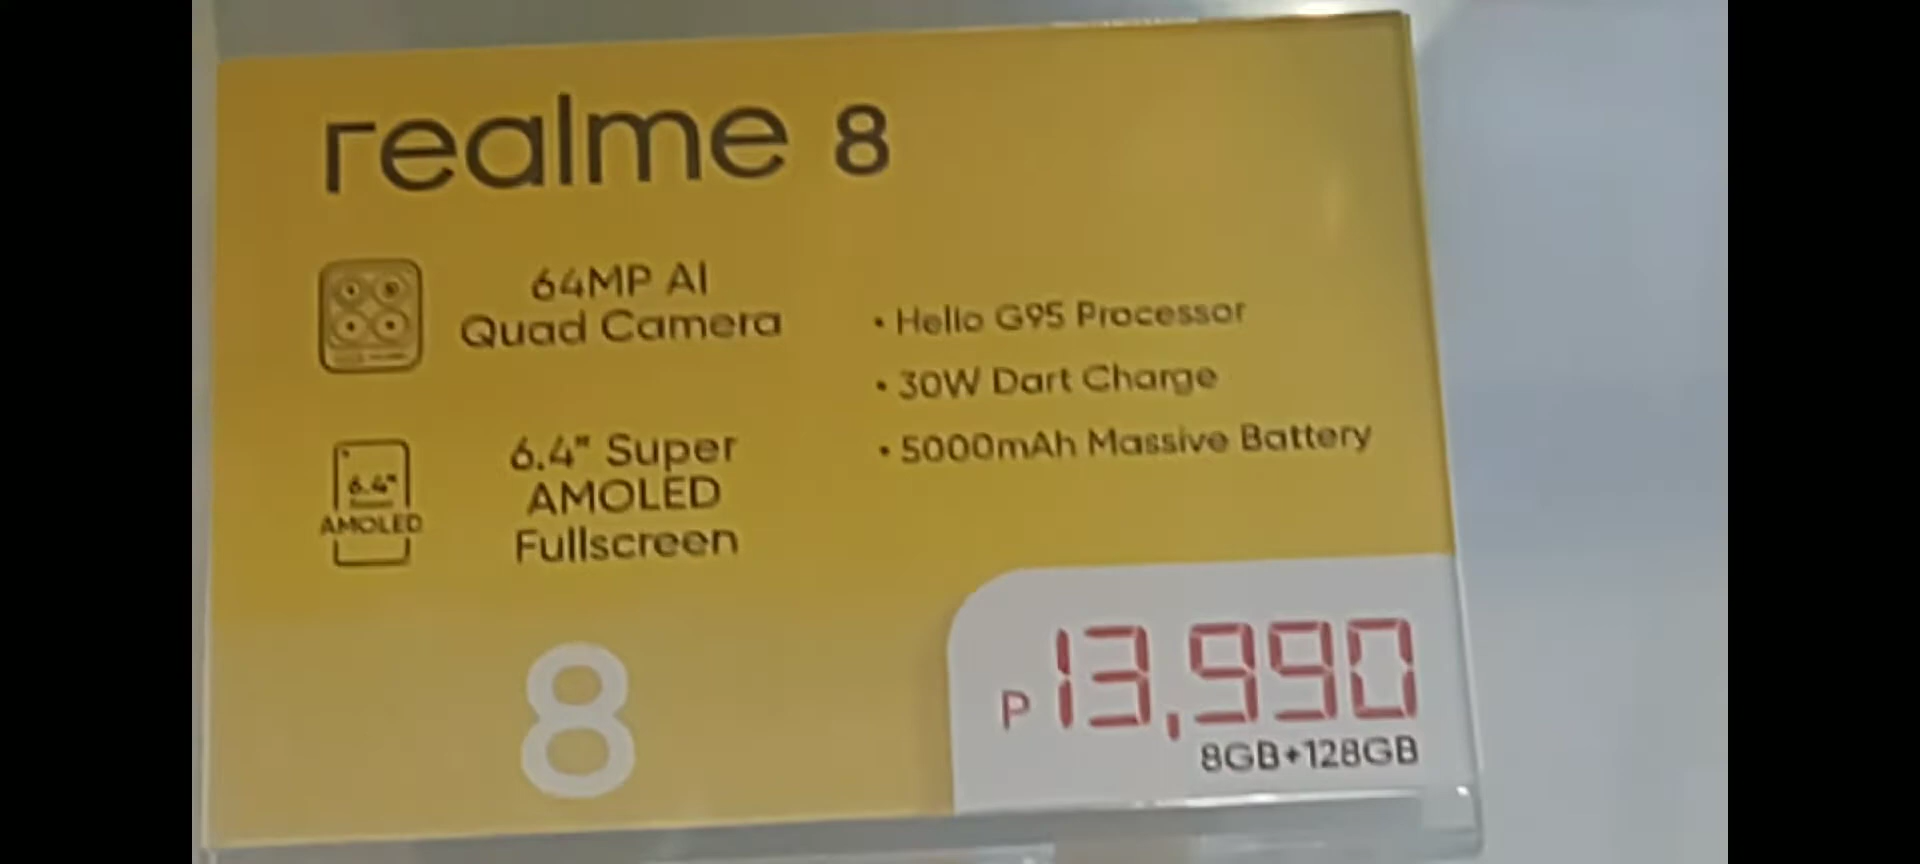 realme 8
64MP AI
Quad Camera
6.4"
AMOLED
6.4" Super
AMOLED
Fullscreen
• Hello G95 Processor
• 30W Dart Charge
• 5000mAh Massive Battery
8
P 13,990
8GB+128GB